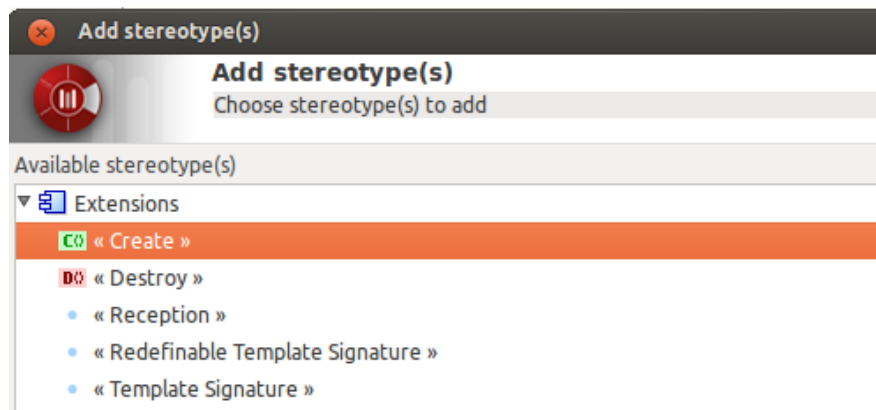 Add stereotype(s)
Add stereotype(s)
Choose stereotype(s) to add
Available stereotype(s)
Extensions
C() « Create »
D() « Destroy »
« Reception »
« Redefinable Template Signature »
« Template Signature »